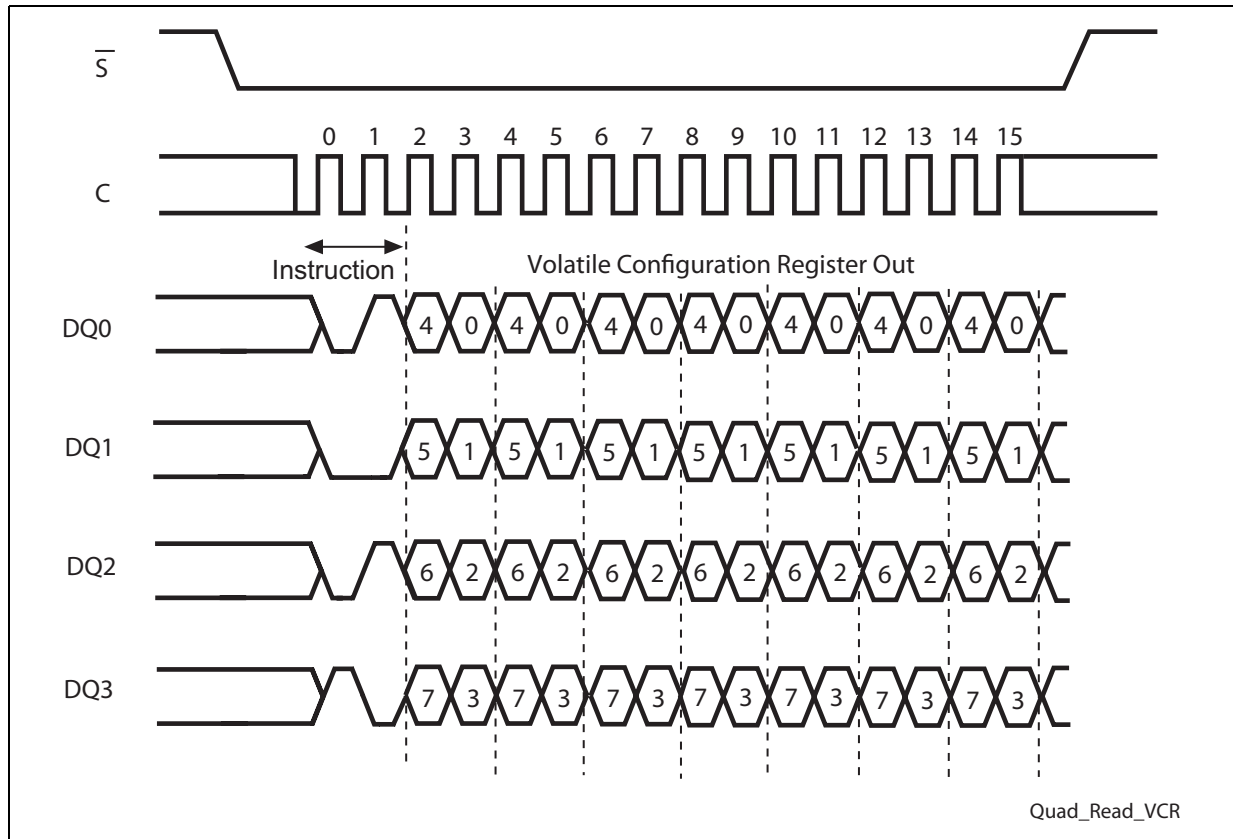 S
0 1 2 3 4 5 6 7 8 9 10 11 12 13 14 15
C
Instruction
Volatile Configuration Register Out
DQ0 4 0 4 0 4 0 4 0 4 0 4 0 4 0
DQ1 5 1 5 1 5 1 5 1 5 1 5 1 5 1
DQ2 6 2 6 2 6 2 6 2 6 2 6 2 6 2
DQ3 7 3 7 3 7 3 7 3 7 3 7 3 7 3
Quad_Read_VCR